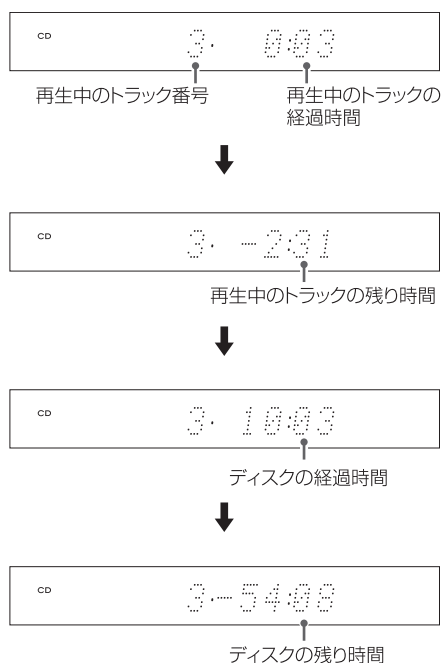 CD 3. 0:03
再生中のトラック番号
再生中のトラックの
経過時間
CD 3. -2:31
再生中のトラックの残り時間
CD 3. 10:03
ディスクの経過時間
CD 3.-54:08
ディスクの残り時間